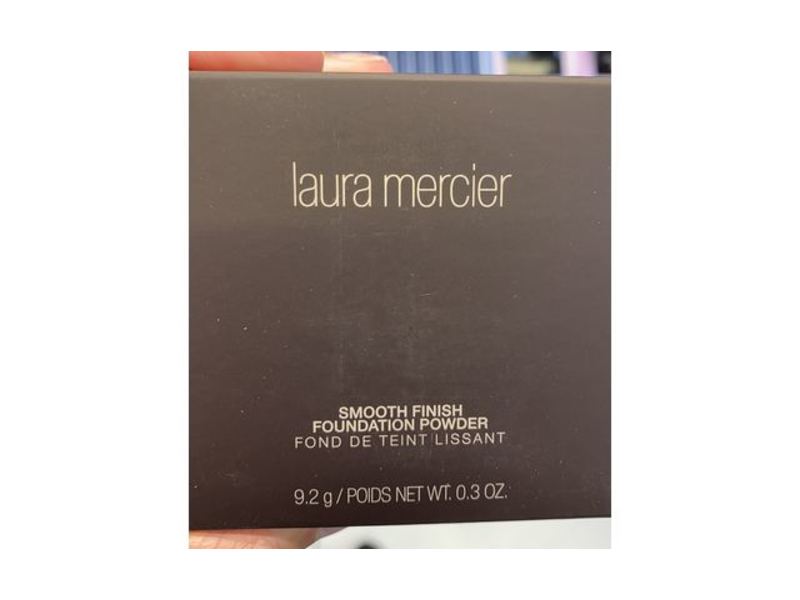 laura mercier
SMOOTH FINISH
FOUNDATION POWDER
FOND DE TEINT LISSANT
9.2 g / POIDS NET WT. 0.3 OZ.